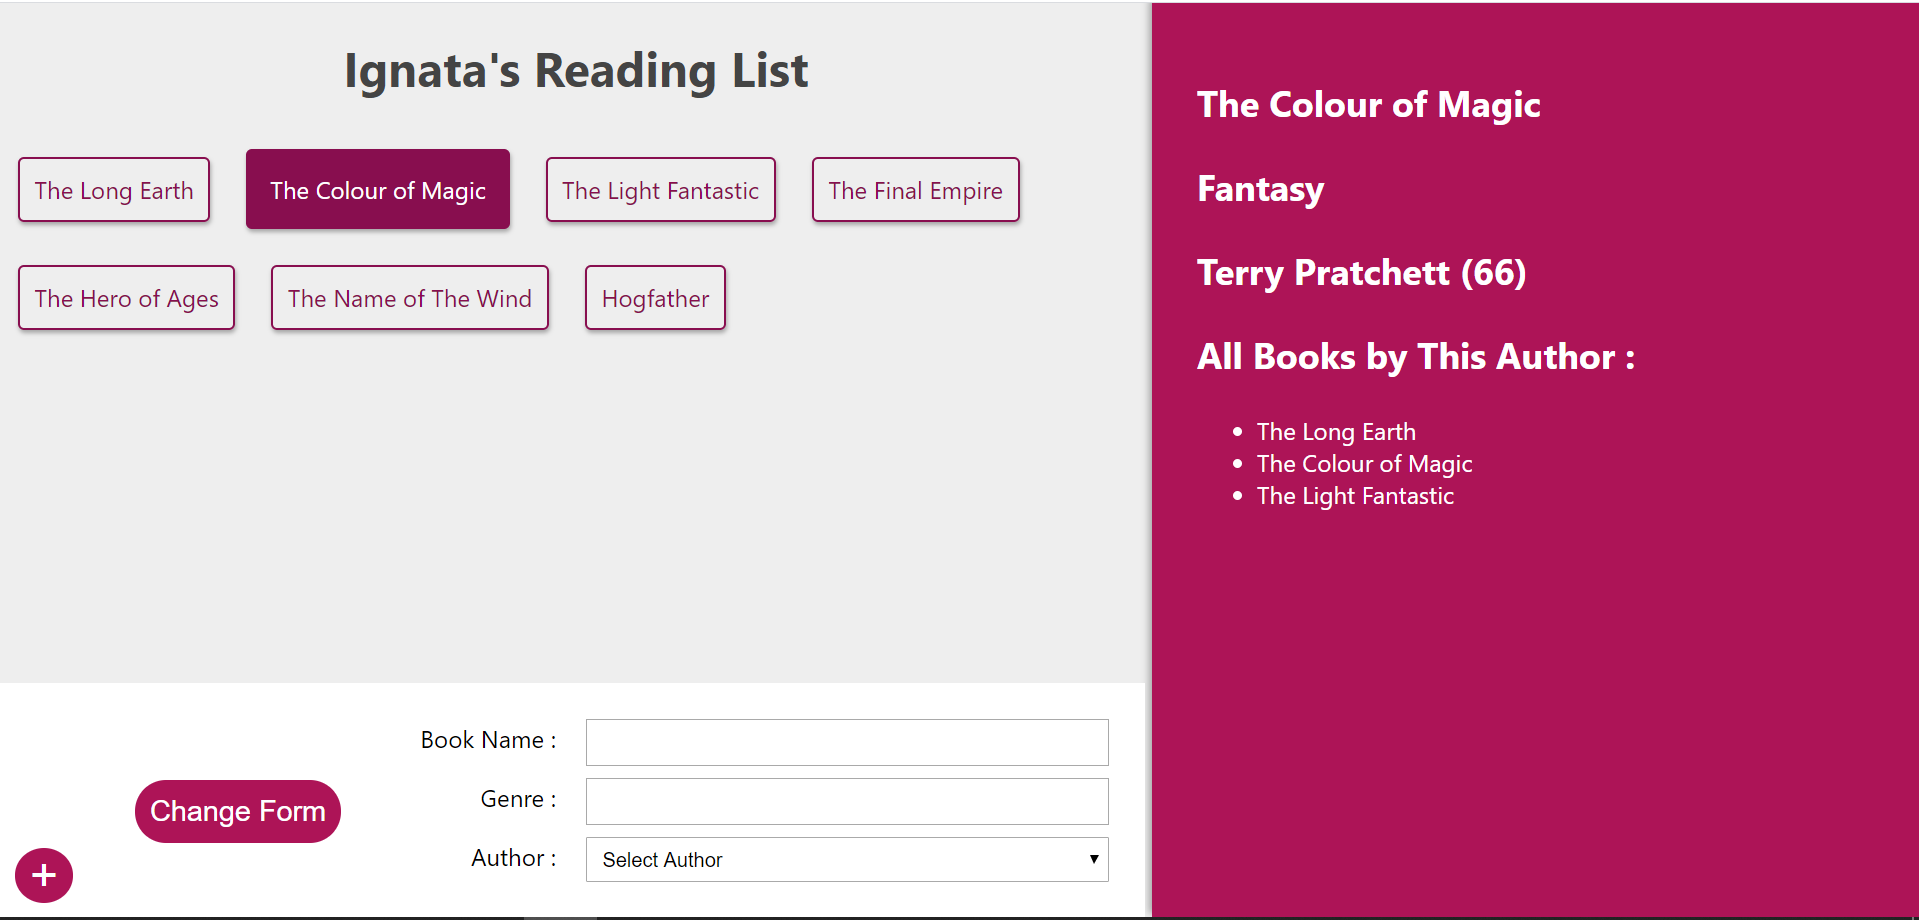 Ignata's Reading List
The Long Earth
The Colour of Magic
The Light Fantastic
The Final Empire
The Hero of Ages
The Name of The Wind
Hogfather
Book Name :
Genre :
Author :
Select Author
Change Form
+
The Colour of Magic
Fantasy
Terry Pratchett (66)
All Books by This Author :
The Long Earth
The Colour of Magic
The Light Fantastic